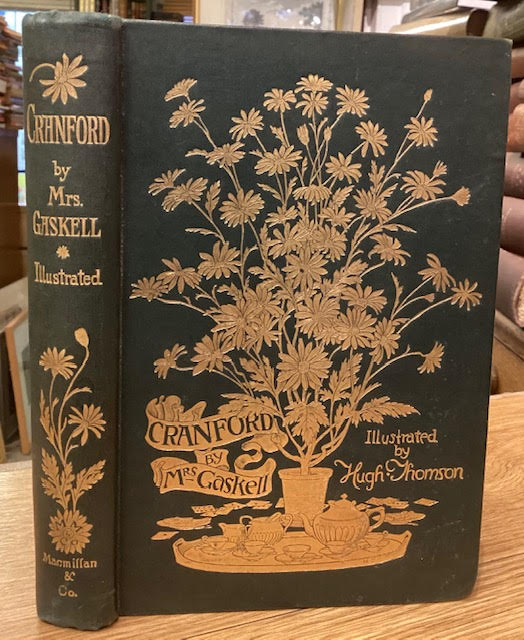 CRANFORD
by
Mrs.
GASKELL
Illustrated
Macmillan
&
Co.
CRANFORD
BY
Mrs Gaskell
Illustrated
by
Hugh Thomson